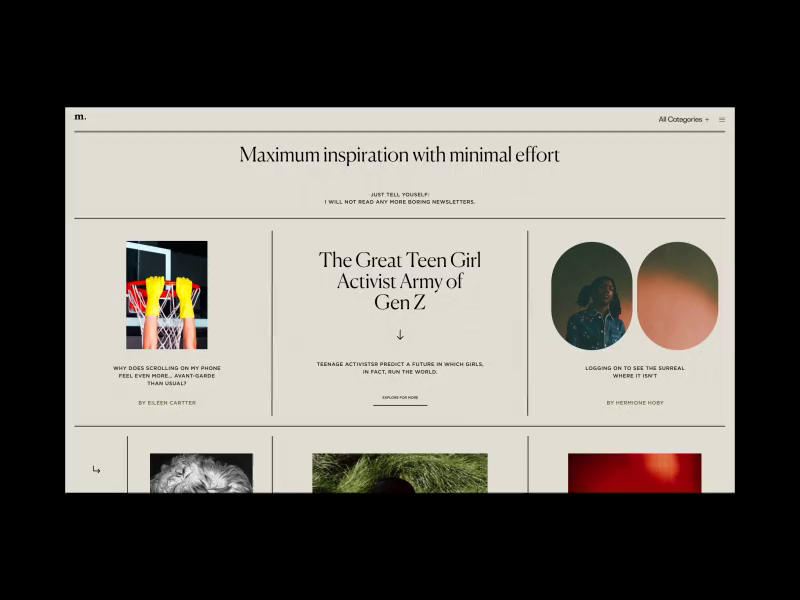 m.
All Categories +
Maximum inspiration with minimal effort
JUST TELL YOUSELF:
I WILL NOT READ ANY MORE BORING NEWSLETTERS.
The Great Teen Girl
Activist Army of
Gen Z
TEENAGE ACTIVISTSR PREDICT A FUTURE IN WHICH GIRLS,
IN FACT, RUN THE WORLD.
EXPLORE FOR MORE
WHY DOES SCROLLING ON MY PHONE
FEEL EVEN MORE... AVANT-GARDE
THAN USUAL?
BY EILEEN CARTTER
LOGGING ON TO SEE THE SURREAL
WHERE IT ISN'T
BY HERMIONE HOBY